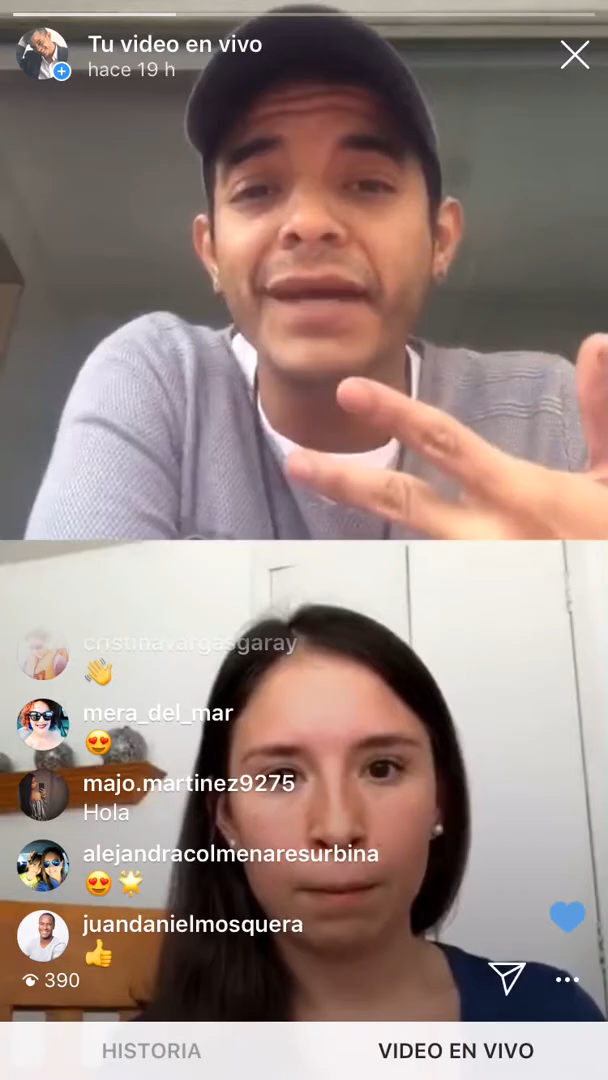 Tu video en vivo
hace 19 h
cristinavargasgaray
👋
mera_del_mar
😍
majo.martinez9275
Hola
alejandracolmenaresurbina
😍🌟
juandanielmosquera
👍
390
HISTORIA
VIDEO EN VIVO